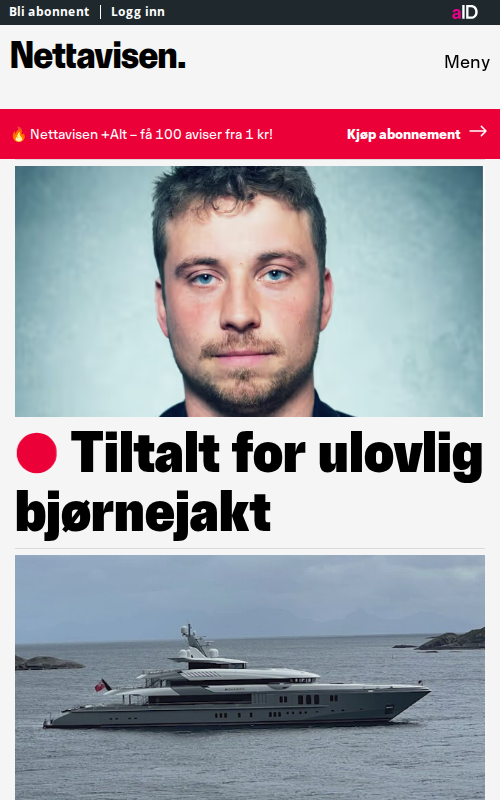 Bli abonnent
Logg inn
aID
Nettavisen.
Meny
🔥 Nettavisen +Alt – få 100 aviser fra 1 kr!
Kjøp abonnement →
Tiltalt for ulovlig
bjørnejakt